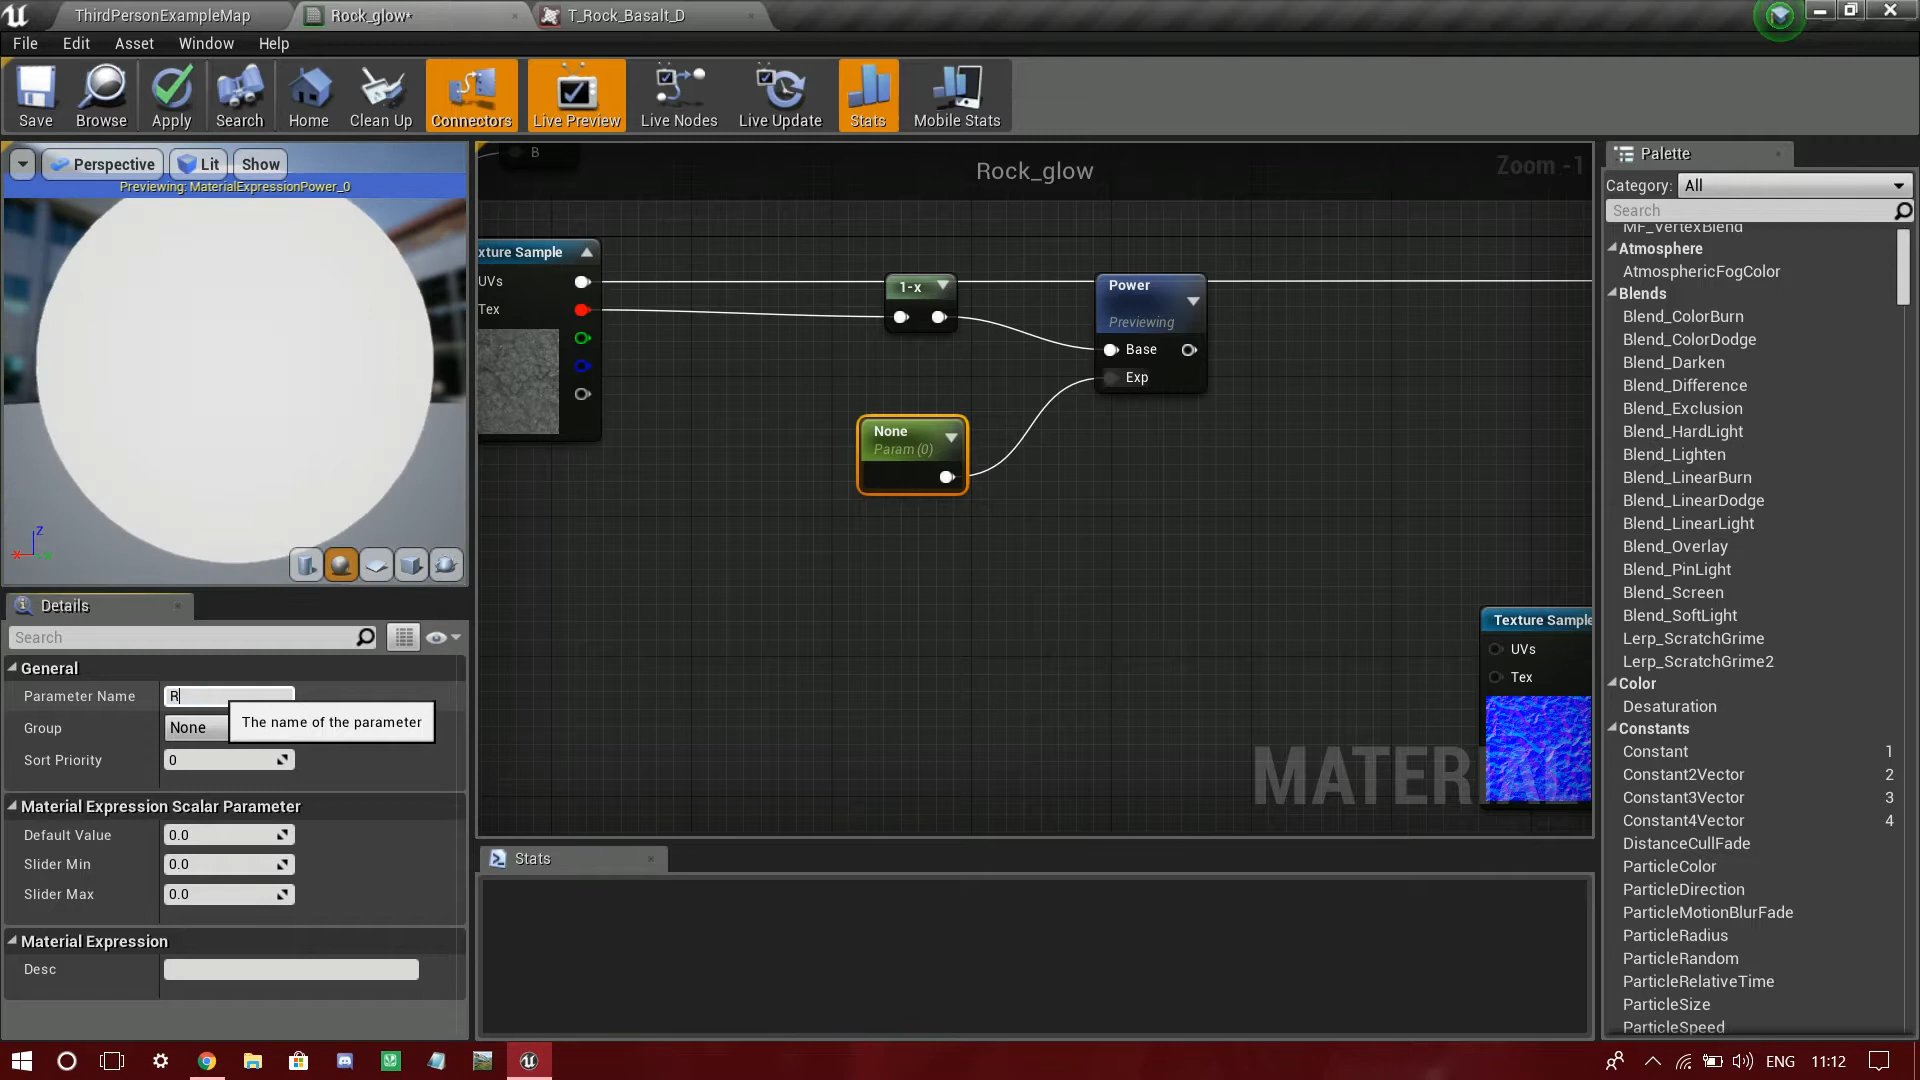 ThirdPersonExampleMap
Rock_glow*
T_Rock_Basalt_D
File
Edit
Asset
Window
Help
Save
Browse
Apply
Search
Home
Clean Up
Connectors
Live Preview
Live Nodes
Live Update
Stats
Mobile Stats
Perspective
Lit
Show
Previewing: MaterialExpressionPower_0
B
Rock_glow
Zoom -1
xture Sample
UVs
Tex
1-x
Power
Previewing
Base
Exp
None
Param (0)
Texture Sample
UVs
Tex
MATERIAL
Stats
Details
Search
General
Parameter Name
R
The name of the parameter
Group
None
Sort Priority
0
Material Expression Scalar Parameter
Default Value
0.0
Slider Min
0.0
Slider Max
0.0
Material Expression
Desc
Palette
Category:
All
Search
MF_VertexBlend
Atmosphere
AtmosphericFogColor
Blends
Blend_ColorBurn
Blend_ColorDodge
Blend_Darken
Blend_Difference
Blend_Exclusion
Blend_HardLight
Blend_Lighten
Blend_LinearBurn
Blend_LinearDodge
Blend_LinearLight
Blend_Overlay
Blend_PinLight
Blend_Screen
Blend_SoftLight
Lerp_ScratchGrime
Lerp_ScratchGrime2
Color
Desaturation
Constants
Constant 1
Constant2Vector 2
Constant3Vector 3
Constant4Vector 4
DistanceCullFade
ParticleColor
ParticleDirection
ParticleMotionBlurFade
ParticleRadius
ParticleRandom
ParticleRelativeTime
ParticleSize
ParticleSpeed
z
x
ENG
11:12